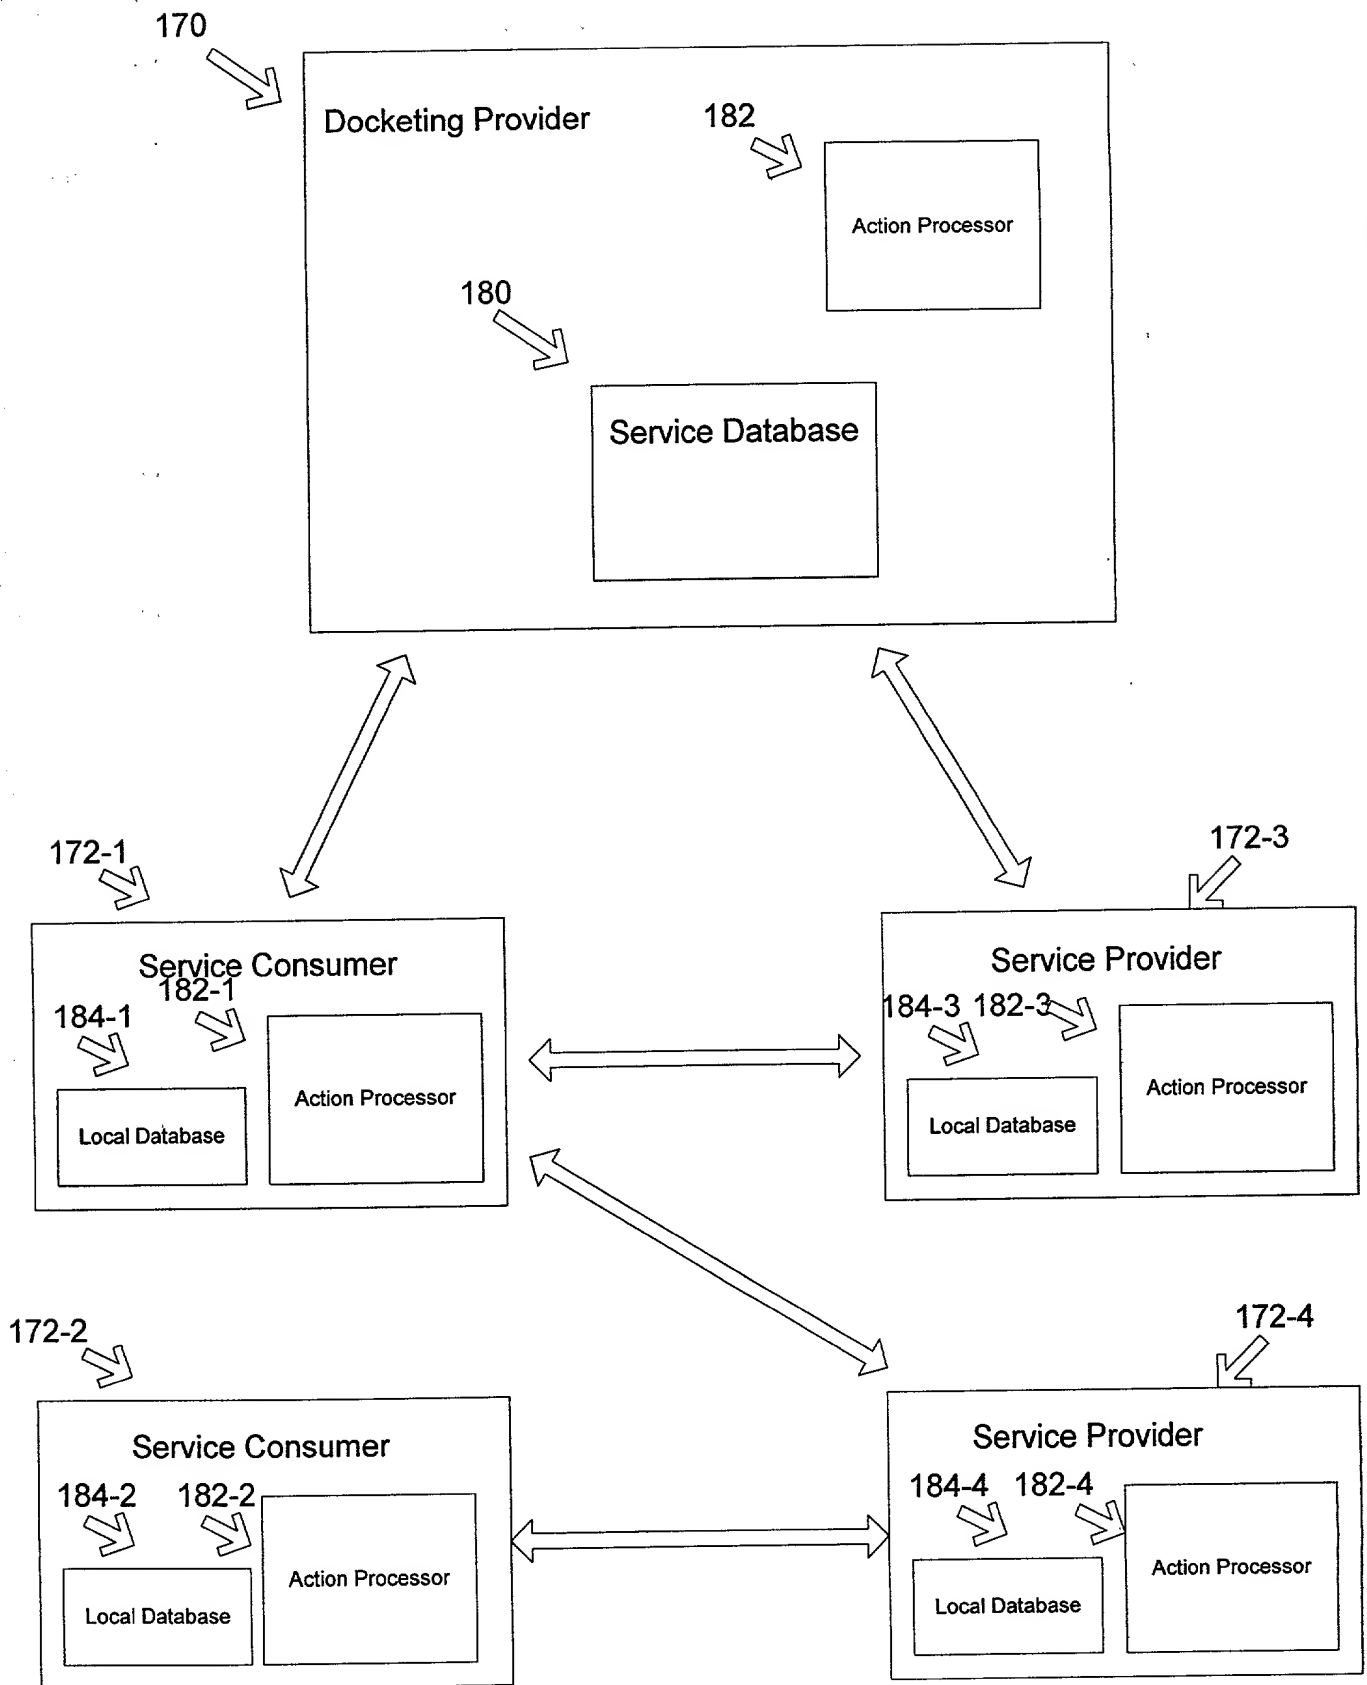 170
Docketing Provider
182
Action Processor
180
Service Database
172-1
172-3
Service Consumer
182-1
184-1
Action Processor
Local Database
Service Provider
184-3 182-3
Action Processor
Local Database
172-2
172-4
Service Consumer
184-2 182-2
Action Processor
Local Database
Service Provider
184-4 182-4
Action Processor
Local Database